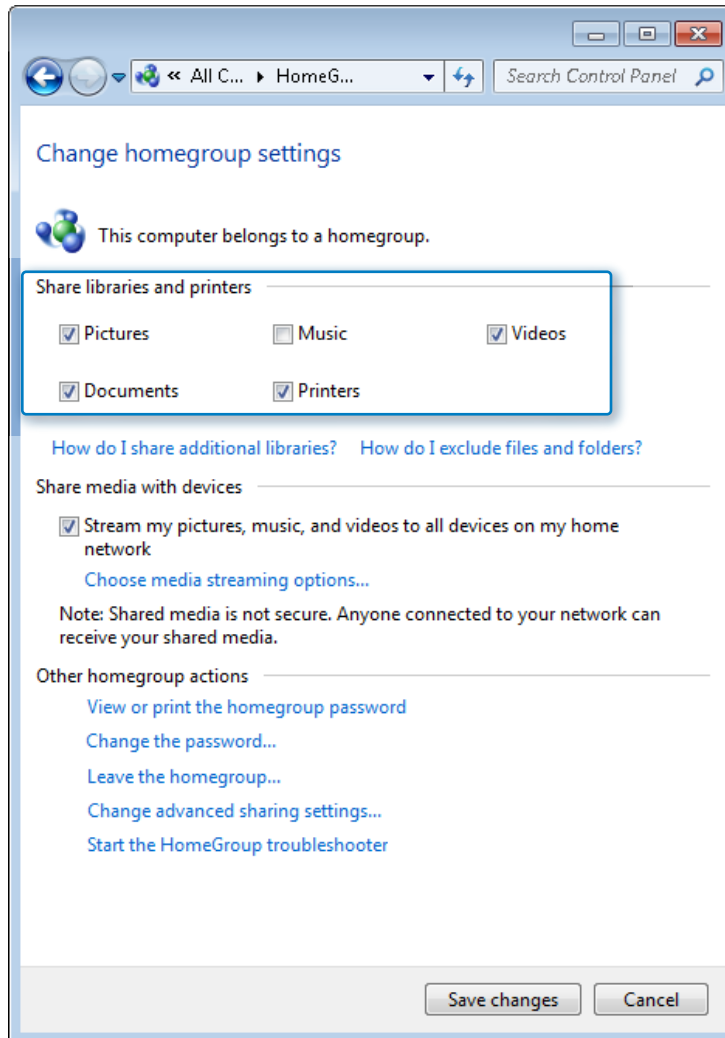 « All C... ▸ HomeG... Search Control Panel
Change homegroup settings
This computer belongs to a homegroup.
Share libraries and printers
Pictures Music Videos
Documents Printers
How do I share additional libraries? How do I exclude files and folders?
Share media with devices
Stream my pictures, music, and videos to all devices on my home
network
Choose media streaming options...
Note: Shared media is not secure. Anyone connected to your network can
receive your shared media.
Other homegroup actions
View or print the homegroup password
Change the password...
Leave the homegroup...
Change advanced sharing settings...
Start the HomeGroup troubleshooter
Save changes Cancel